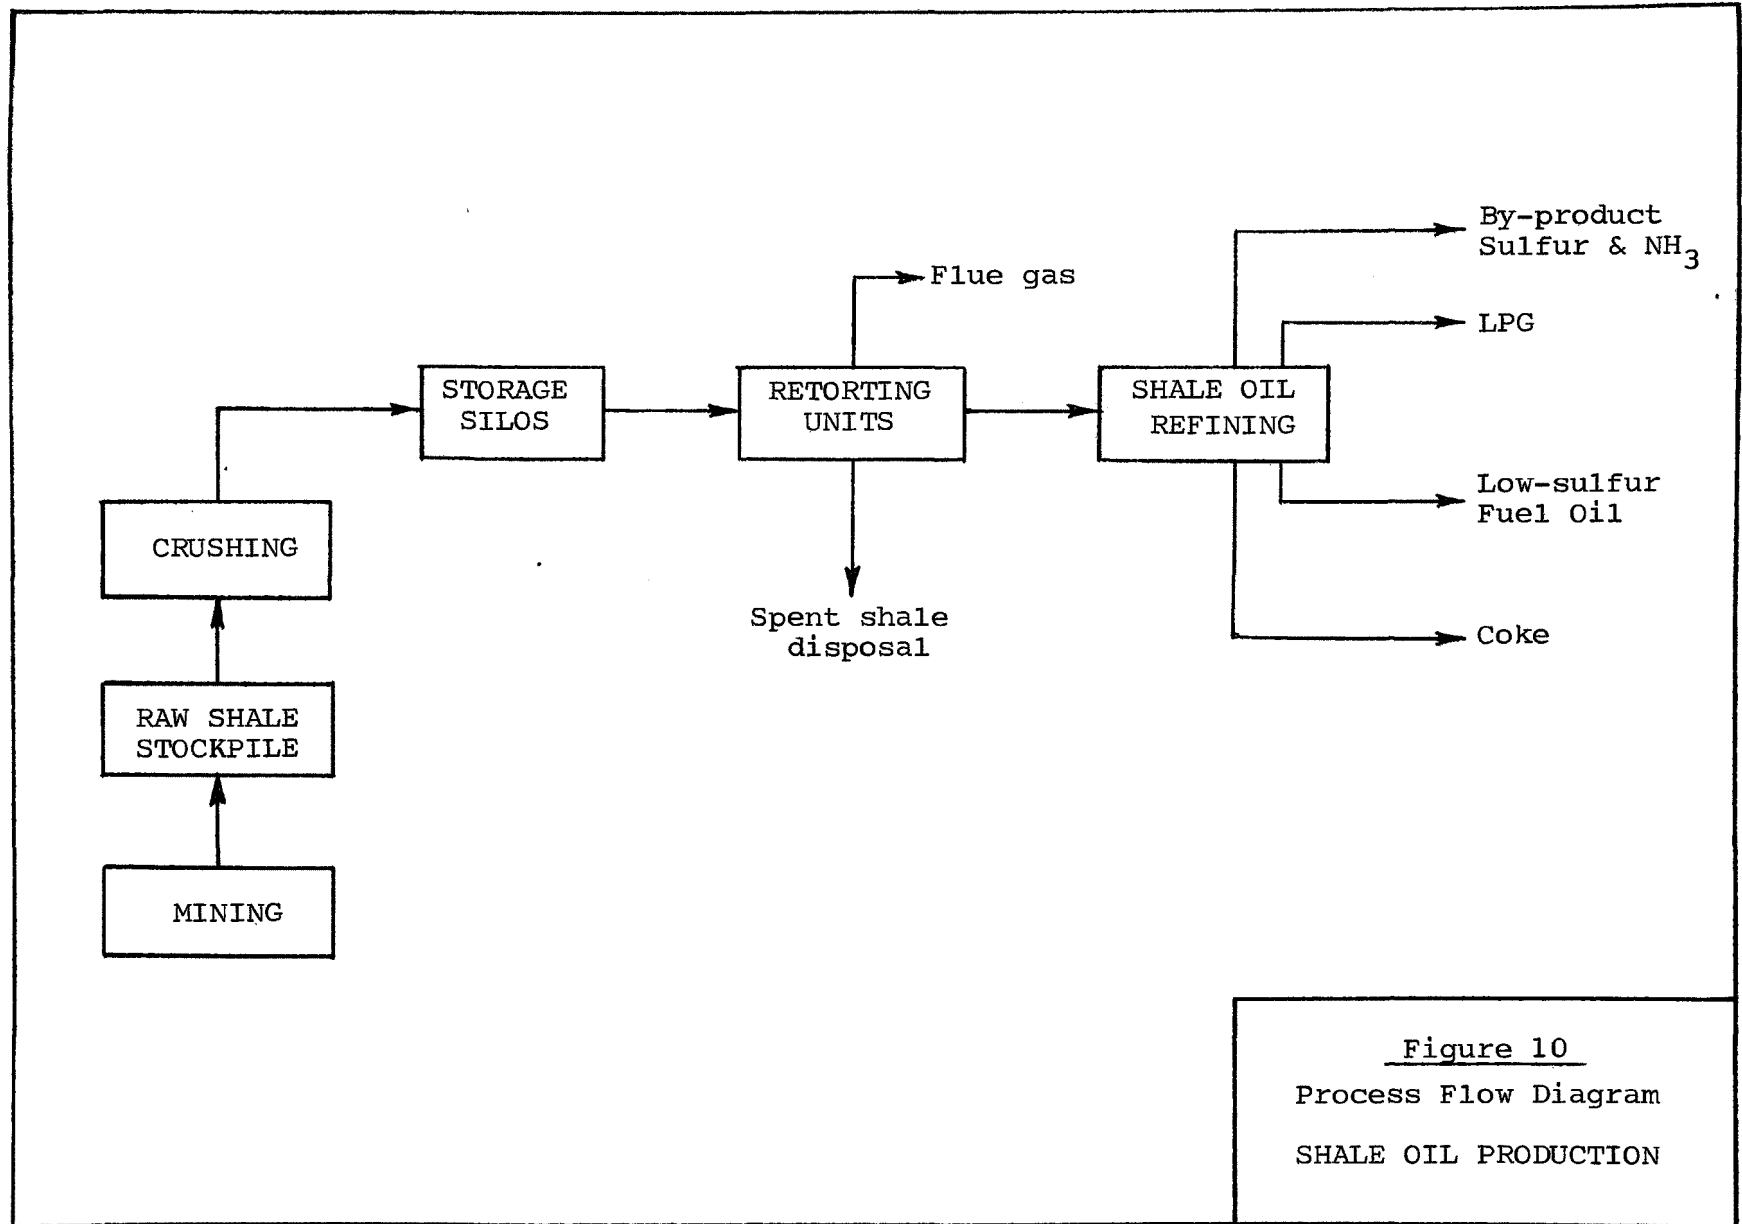 By-product
Sulfur & NH3
Flue gas
LPG
STORAGE
SILOS
RETORTING
UNITS
SHALE OIL
REFINING
Low-sulfur
Fuel Oil
CRUSHING
Spent shale
disposal
Coke
RAW SHALE
STOCKPILE
MINING
Figure 10
Process Flow Diagram
SHALE OIL PRODUCTION